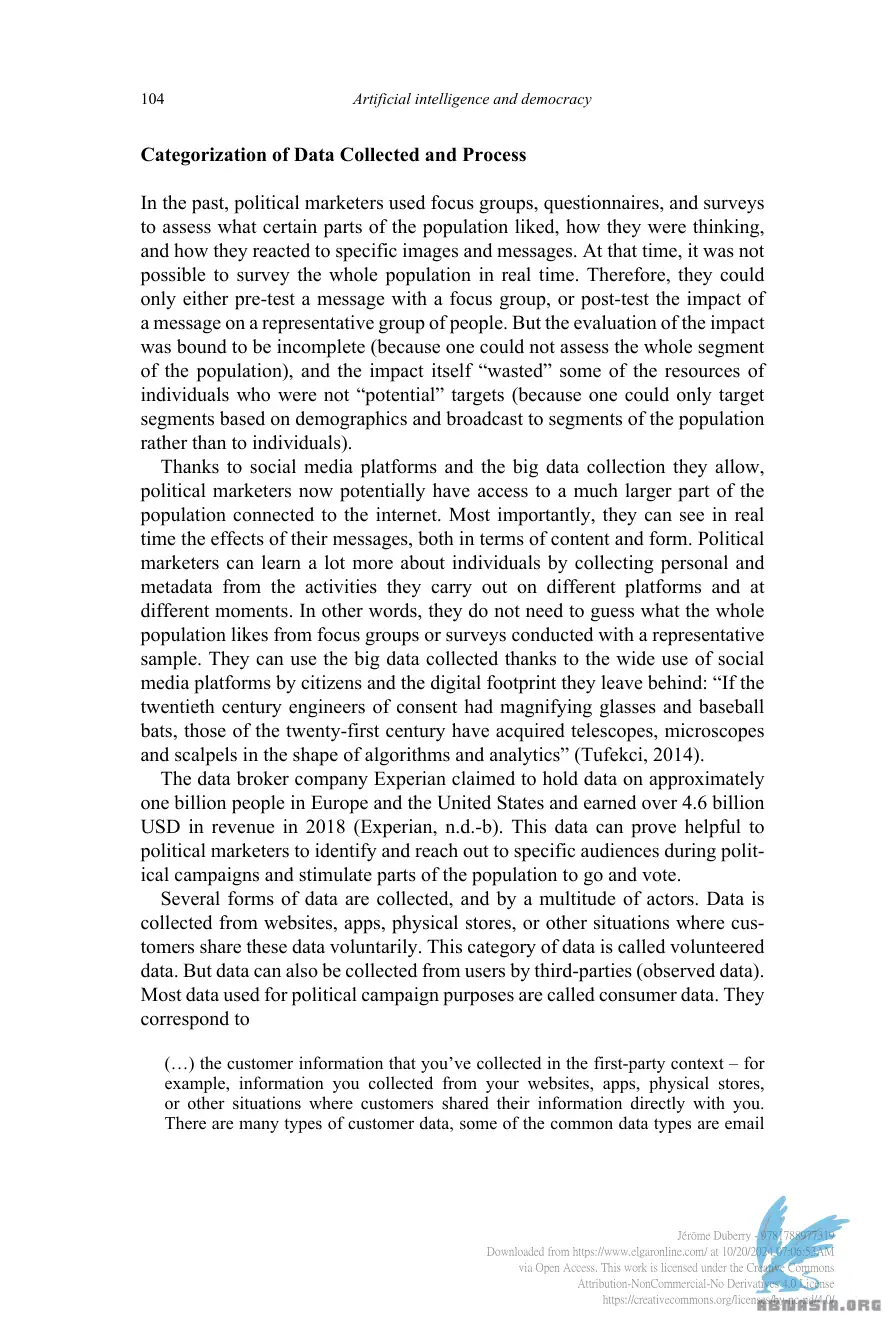 104
Artificial intelligence and democracy
Categorization of Data Collected and Process
In the past, political marketers used focus groups, questionnaires, and surveys
to assess what certain parts of the population liked, how they were thinking,
and how they reacted to specific images and messages. At that time, it was not
possible to survey the whole population in real time. Therefore, they could
only either pre-test a message with a focus group, or post-test the impact of
a message on a representative group of people. But the evaluation of the impact
was bound to be incomplete (because one could not assess the whole segment
of the population), and the impact itself “wasted” some of the resources of
individuals who were not “potential” targets (because one could only target
segments based on demographics and broadcast to segments of the population
rather than to individuals).
Thanks to social media platforms and the big data collection they allow,
political marketers now potentially have access to a much larger part of the
population connected to the internet. Most importantly, they can see in real
time the effects of their messages, both in terms of content and form. Political
marketers can learn a lot more about individuals by collecting personal and
metadata from the activities they carry out on different platforms and at
different moments. In other words, they do not need to guess what the whole
population likes from focus groups or surveys conducted with a representative
sample. They can use the big data collected thanks to the wide use of social
media platforms by citizens and the digital footprint they leave behind: “If the
twentieth century engineers of consent had magnifying glasses and baseball
bats, those of the twenty-first century have acquired telescopes, microscopes
and scalpels in the shape of algorithms and analytics” (Tufekci, 2014).
The data broker company Experian claimed to hold data on approximately
one billion people in Europe and the United States and earned over 4.6 billion
USD in revenue in 2018 (Experian, n.d.-b). This data can prove helpful to
political marketers to identify and reach out to specific audiences during polit-
ical campaigns and stimulate parts of the population to go and vote.
Several forms of data are collected, and by a multitude of actors. Data is
collected from websites, apps, physical stores, or other situations where cus-
tomers share these data voluntarily. This category of data is called volunteered
data. But data can also be collected from users by third-parties (observed data).
Most data used for political campaign purposes are called consumer data. They
correspond to
(…) the customer information that you’ve collected in the first-party context – for
example, information you collected from your websites, apps, physical stores,
or other situations where customers shared their information directly with you.
There are many types of customer data, some of the common data types are email
Jérôme Duberry -
Downloaded from https://www.elgaronline.com/ at 10/20/2024 07:06:53AM
via Open Access. This work is licensed under the Creative Commons
Attribution-NonCommercial-No Derivatives 4.0 License
https://creativecommons.org/licenses/by-nc-nd/4.0/
ABTNASIA.ORG